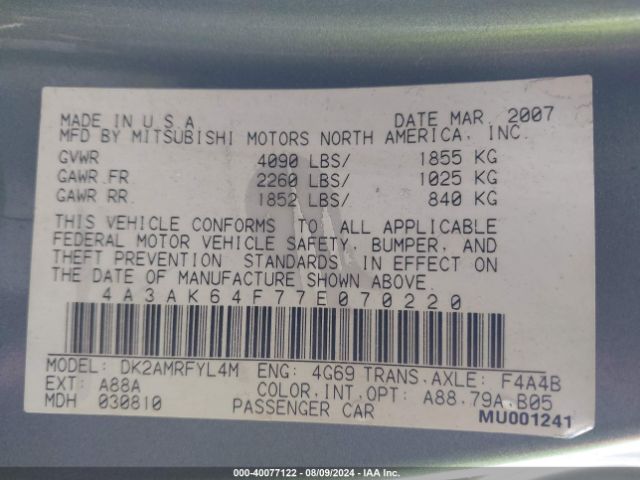 MADE IN U S A DATE MAR. 2007
MFD BY MITSUBISHI MOTORS NORTH AMERICA, INC.
GVWR 4090 LBS/ 1855 KG
GAWR FR 2260 LBS/ 1025 KG
GAWR RR 1852 LBS/ 840 KG
THIS VEHICLE CONFORMS TO ALL APPLICABLE
FEDERAL MOTOR VEHICLE SAFETY, BUMPER, AND
THEFT PREVENTION STANDARDS IN EFFECT ON
THE DATE OF MANUFACTURE SHOWN ABOVE.
4A3AK64F77E070220
MODEL: DK2AMRFYL4M ENG: 4G69 TRANS.AXLE: F4A4B
EXT: A88A COLOR.INT.OPT: A88.79A.B05
MDH 030810 PASSENGER CAR MU001241
000-40077122 - 08/09/2024 - IAA Inc.